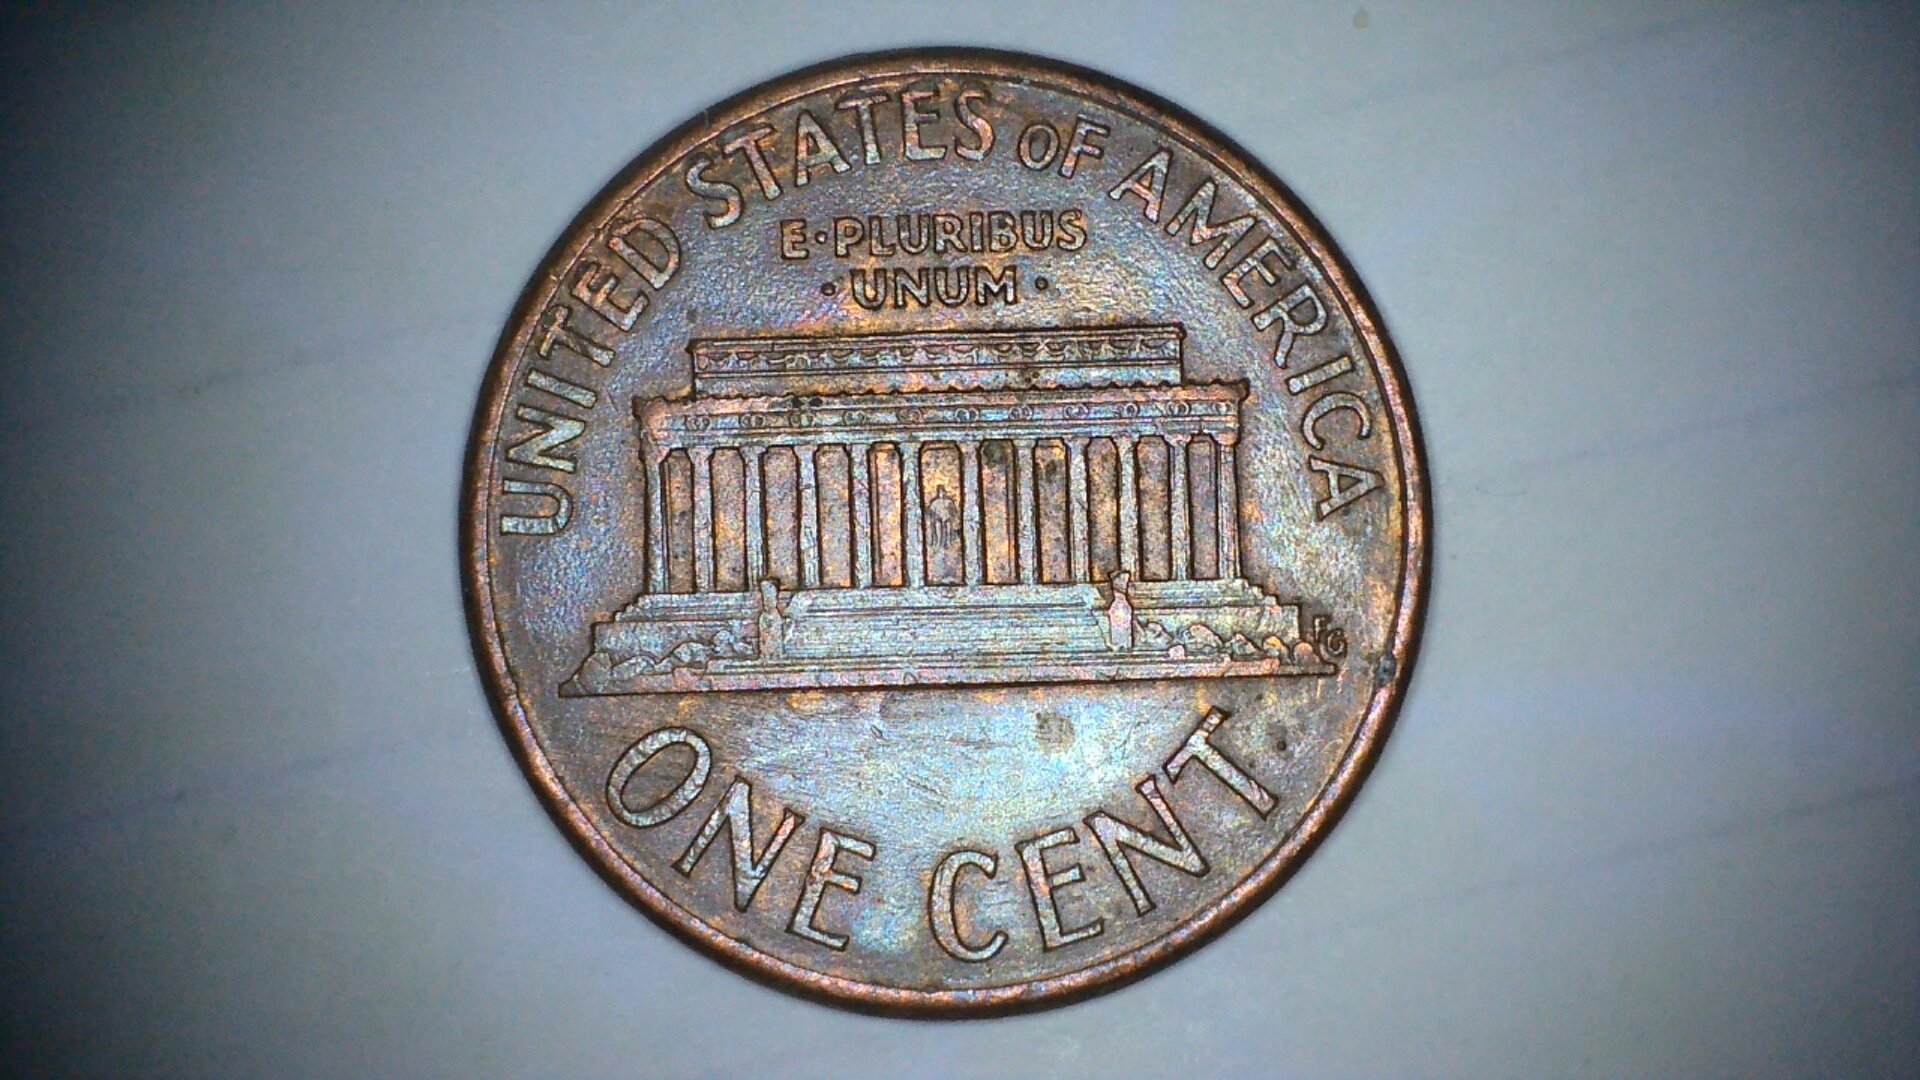 UNITED STATES OF AMERICA
E·PLURIBUS
·UNUM·
FG
ONE CENT